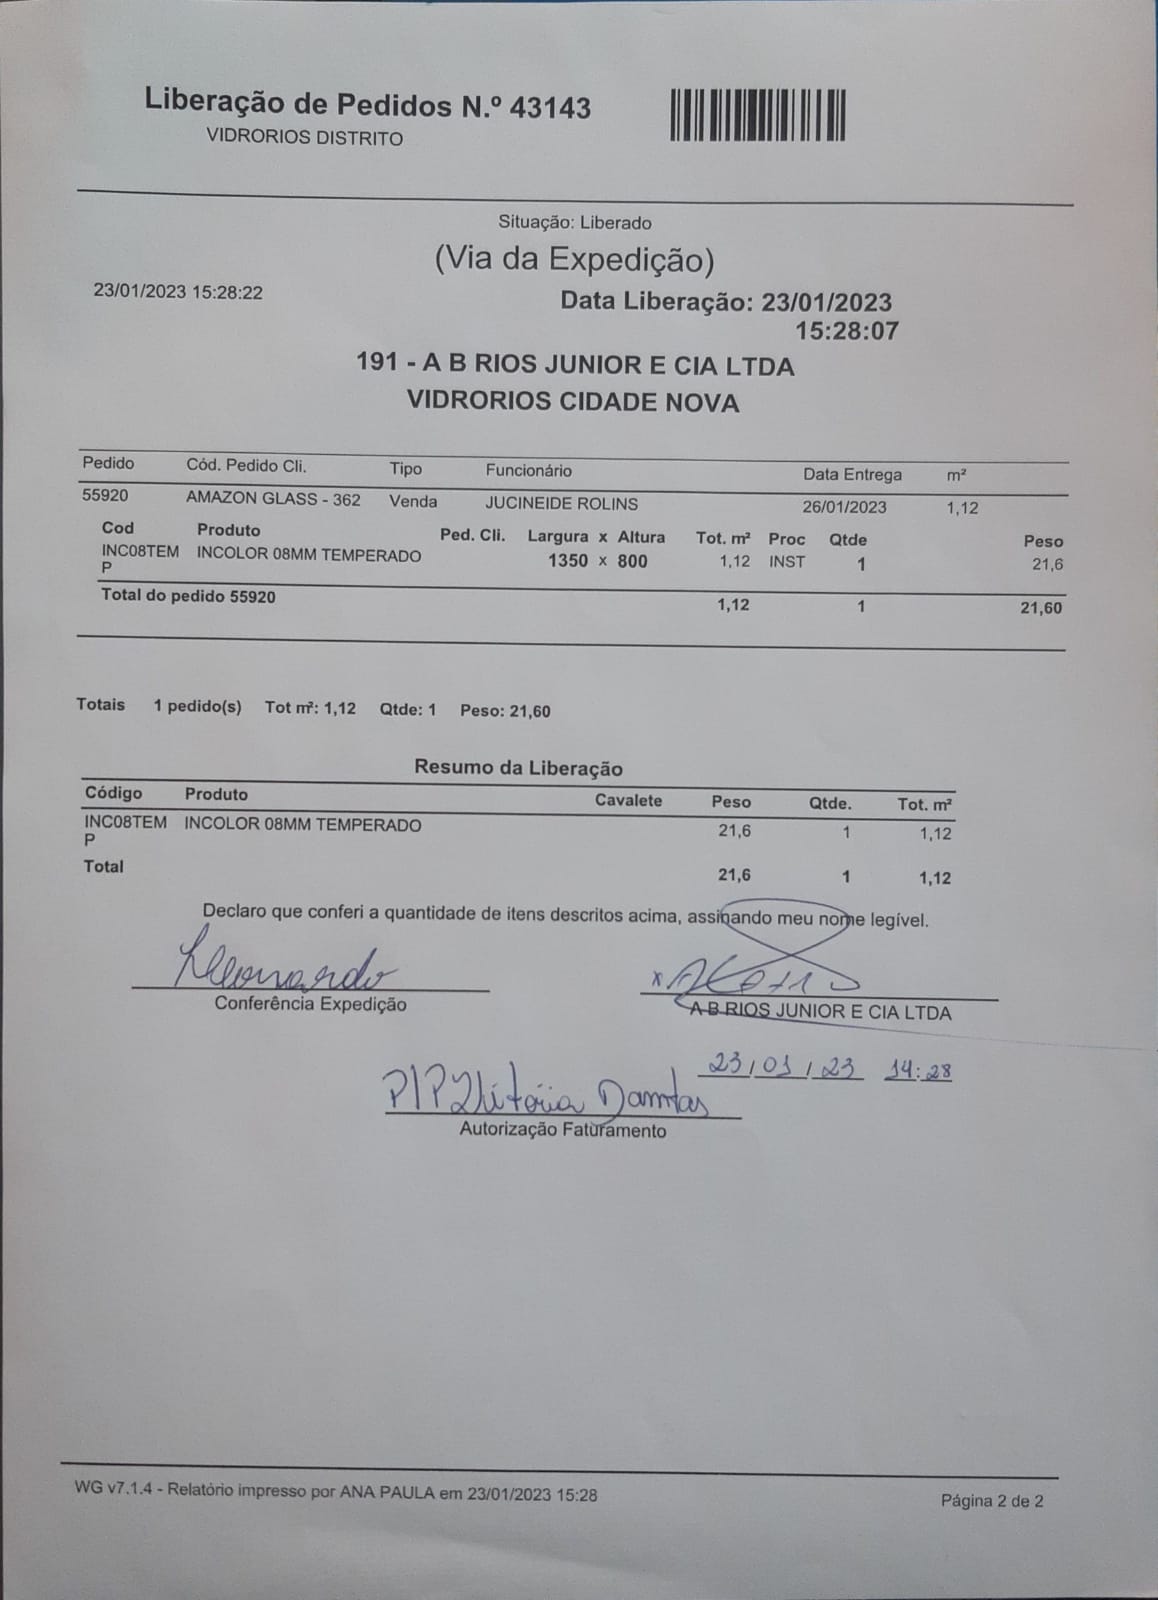 Liberação de Pedidos N.º 43143
VIDRORIOS DISTRITO
Situação: Liberado
(Via da Expedição)
23/01/2023 15:28:22
Data Liberação: 23/01/2023
15:28:07
191 - A B RIOS JUNIOR E CIA LTDA
VIDRORIOS CIDADE NOVA
Pedido Cód. Pedido Cli. Tipo Funcionário Data Entrega m²
55920 AMAZON GLASS - 362 Venda JUCINEIDE ROLINS 26/01/2023 1,12
Cod Produto Ped. Cli. Largura x Altura Tot. m² Proc Qtde Peso
INC08TEM INCOLOR 08MM TEMPERADO 1350 x 800 1,12 INST 1 21,6
P
Total do pedido 55920 1,12 1 21,60
Totais 1 pedido(s) Tot m²: 1,12 Qtde: 1 Peso: 21,60
Resumo da Liberação
Código Produto Cavalete Peso Qtde. Tot. m²
INC08TEM INCOLOR 08MM TEMPERADO 21,6 1 1,12
P
Total 21,6 1 1,12
Declaro que conferi a quantidade de itens descritos acima, assinando meu nome legível.
Leonardo x
Conferência Expedição A B RIOS JUNIOR E CIA LTDA
23/01/23 14:28
P/P Vitória Dantas
Autorização Faturamento
WG v7.1.4 - Relatório impresso por ANA PAULA em 23/01/2023 15:28
Página 2 de 2